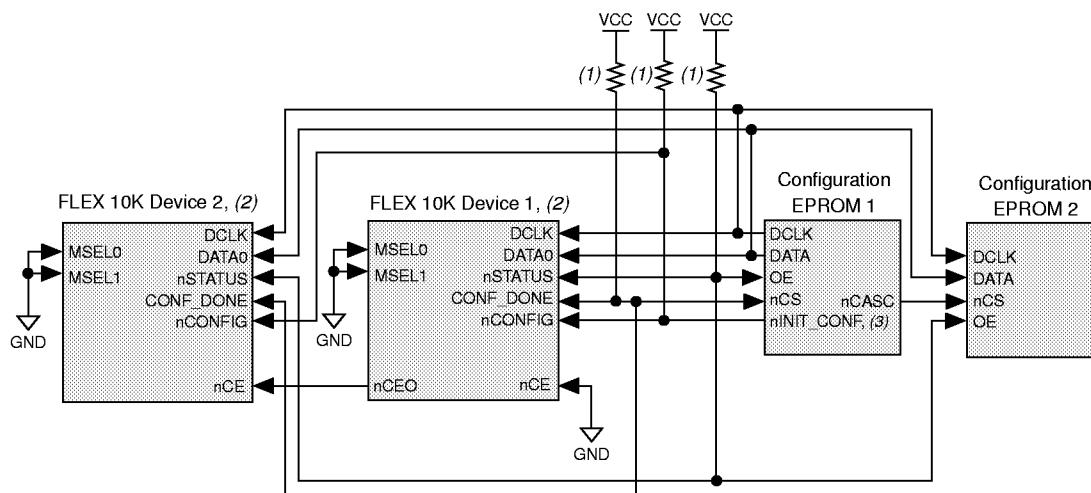 VCC VCC VCC
(1) (1) (1)
FLEX 10K Device 2, (2)
MSEL0
MSEL1
DCLK
DATA0
nSTATUS
CONF_DONE
nCONFIG
nCE
GND
FLEX 10K Device 1, (2)
MSEL0
MSEL1
DCLK
DATA0
nSTATUS
CONF_DONE
nCONFIG
nCEO
nCE
GND
GND
Configuration
EPROM 1
DCLK
DATA
OE
nCS
nCASC
nINIT_CONF, (3)
Configuration
EPROM 2
DCLK
DATA
nCS
OE